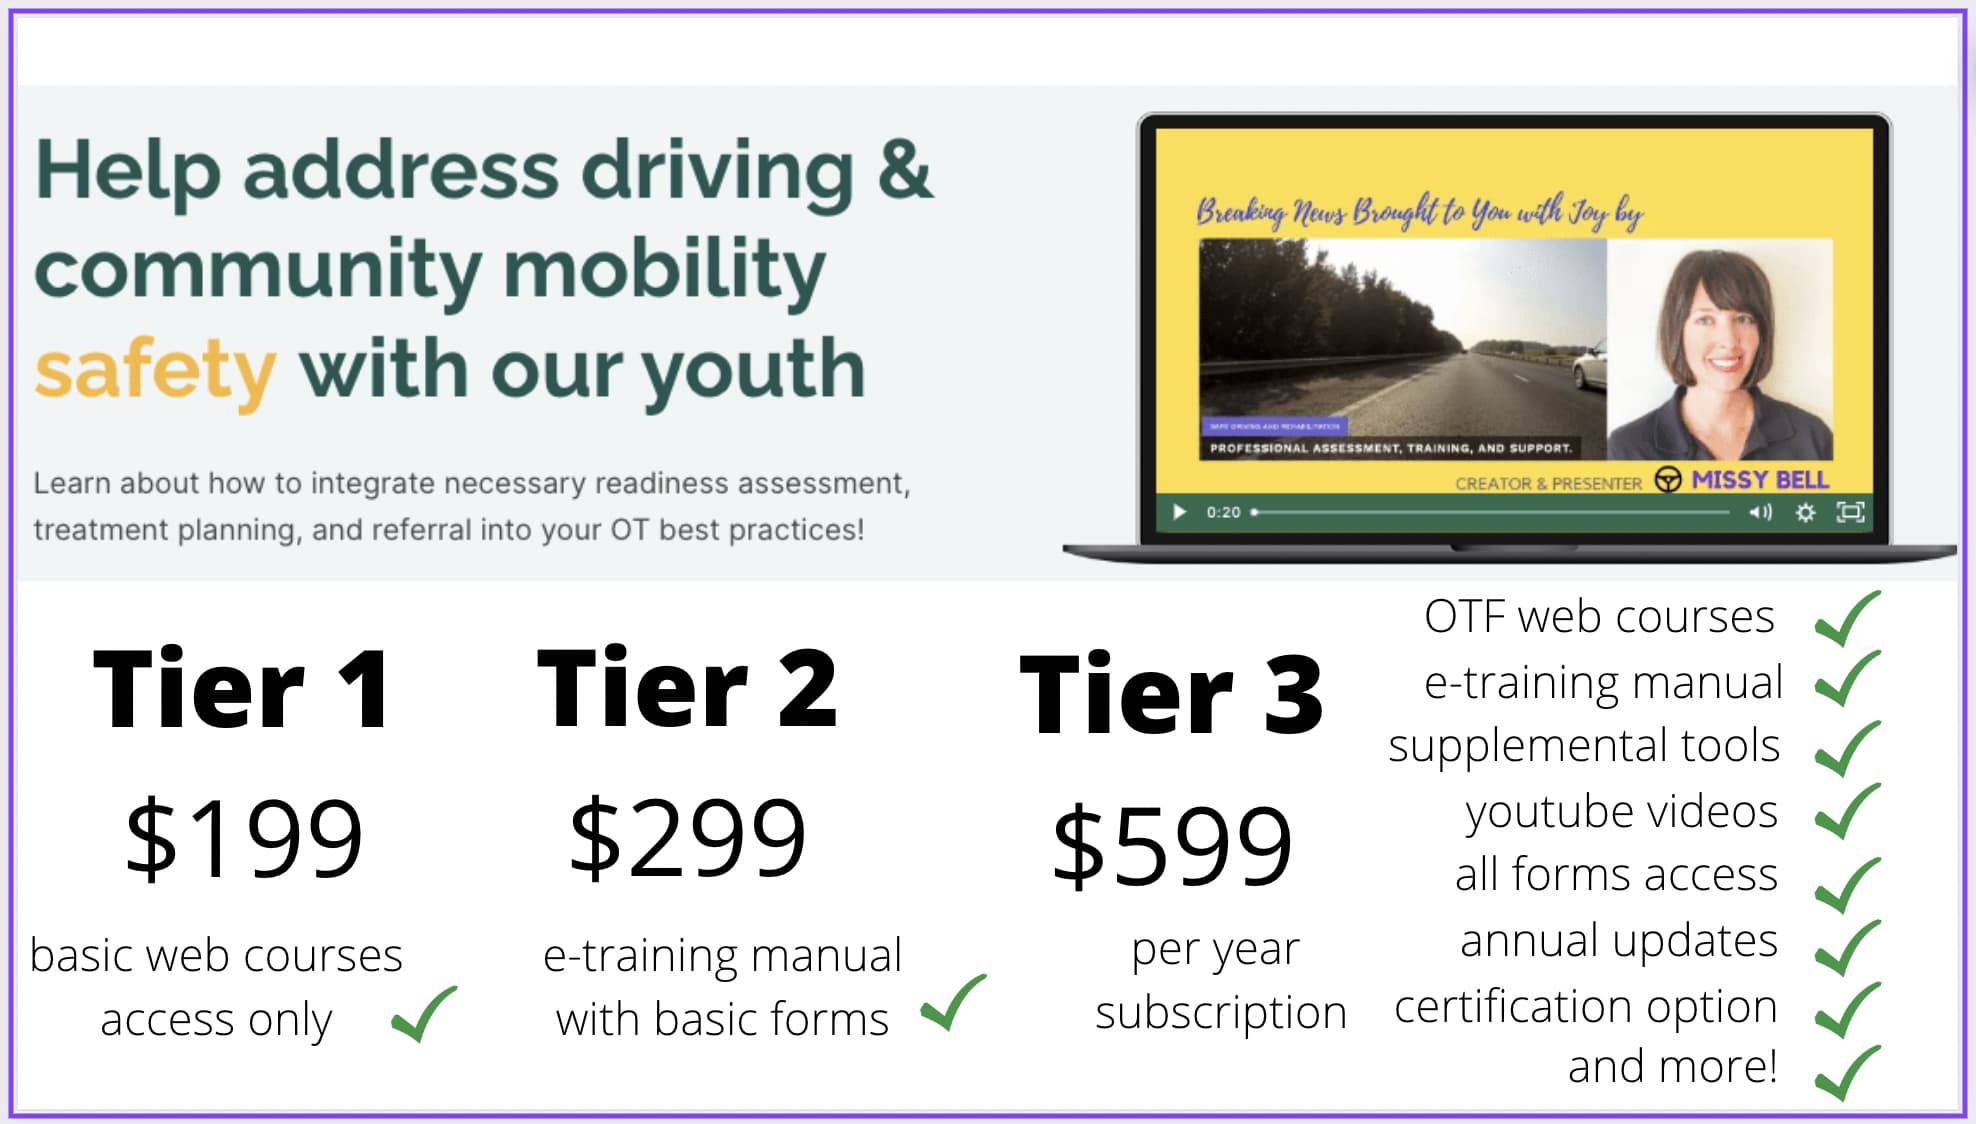 Help address driving &
community mobility
safety with our youth
Learn about how to integrate necessary readiness assessment,
treatment planning, and referral into your OT best practices!
Breaking News Brought to You with Joy by
SAFE DRIVING AND REHABILITATION
PROFESSIONAL ASSESSMENT, TRAINING, AND SUPPORT.
CREATOR & PRESENTER MISSY BELL
0:20
Tier 1
$199
basic web courses
access only
Tier 2
$299
e-training manual
with basic forms
Tier 3
$599
per year
subscription
OTF web courses
e-training manual
supplemental tools
youtube videos
all forms access
annual updates
certification option
and more!